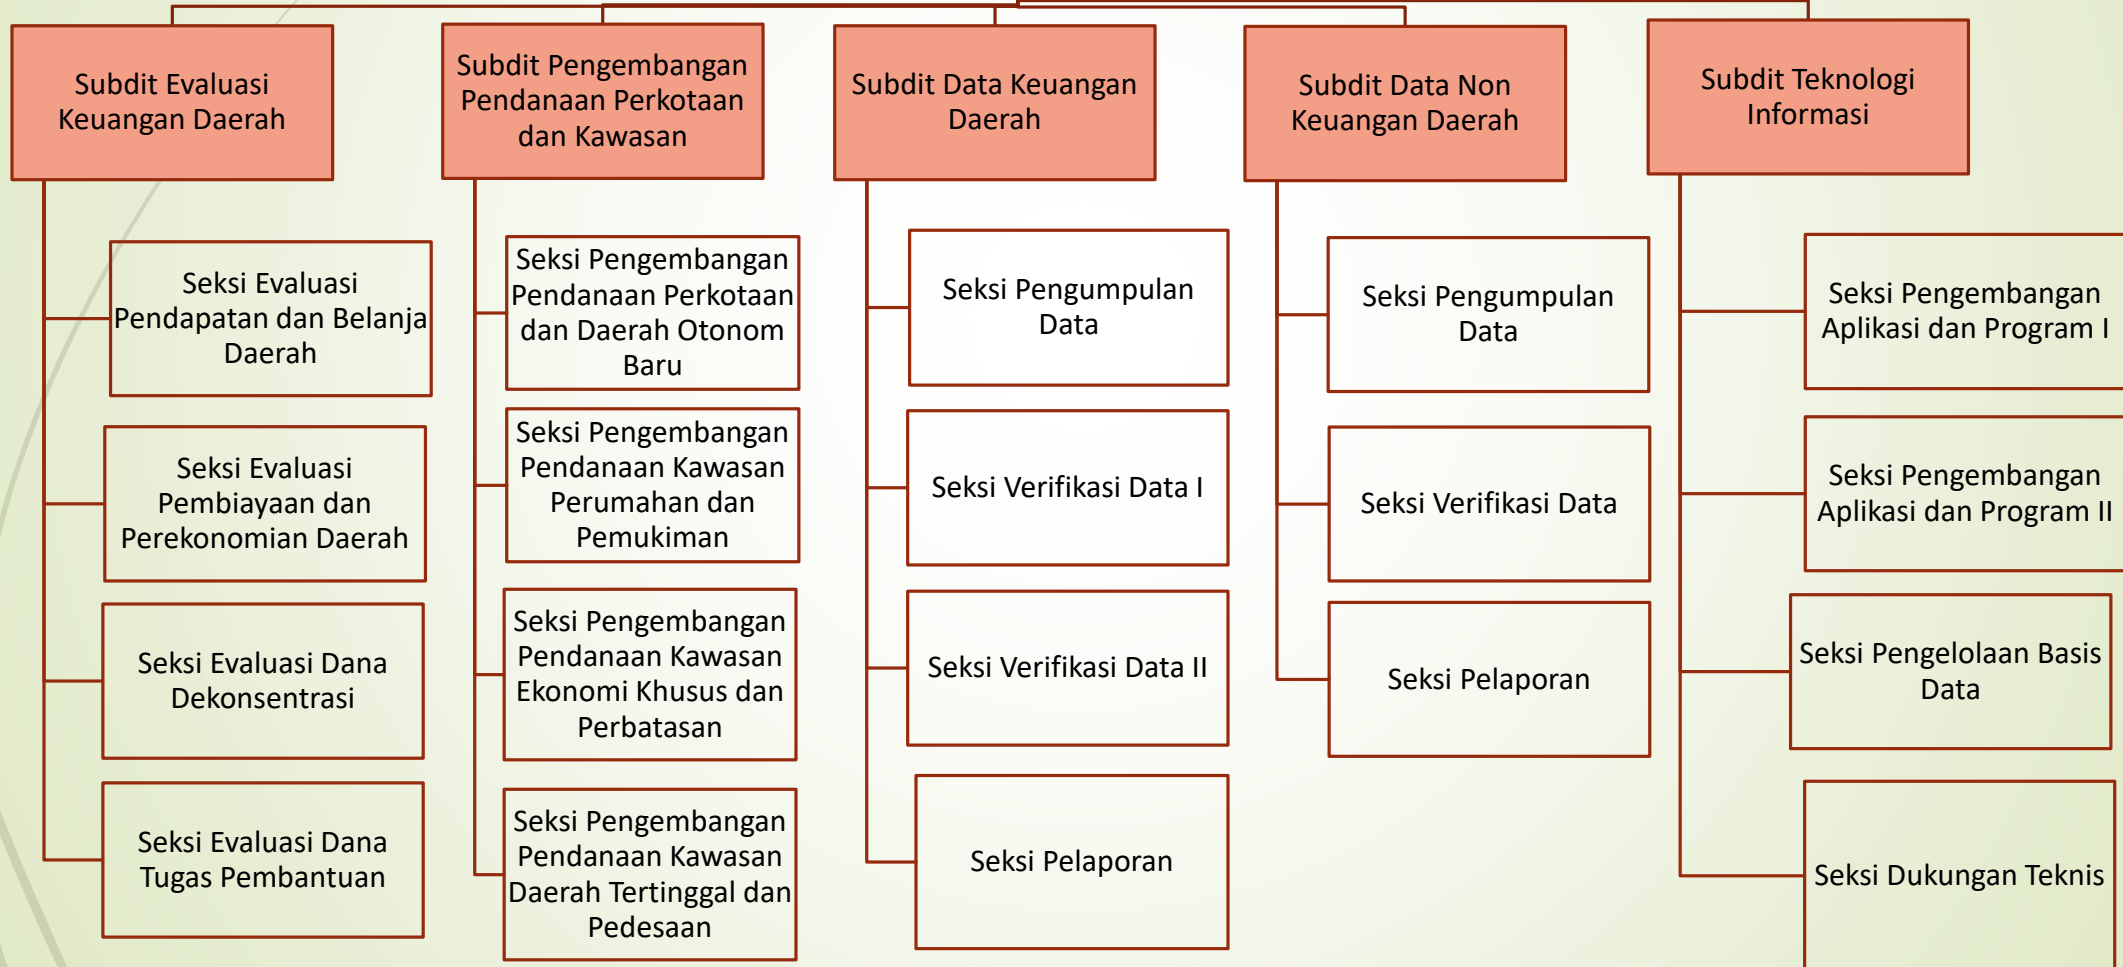 Subdit Evaluasi
Keuangan Daerah
Seksi Evaluasi
Pendapatan dan Belanja
Daerah
Seksi Evaluasi
Pembiayaan dan
Perekonomian Daerah
Seksi Evaluasi Dana
Dekonsentrasi
Seksi Evaluasi Dana
Tugas Pembantuan
Subdit Pengembangan
Pendanaan Perkotaan
dan Kawasan
Seksi Pengembangan
Pendanaan Perkotaan
dan Daerah Otonom
Baru
Seksi Pengembangan
Pendanaan Kawasan
Perumahan dan
Pemukiman
Seksi Pengembangan
Pendanaan Kawasan
Ekonomi Khusus dan
Perbatasan
Seksi Pengembangan
Pendanaan Kawasan
Daerah Tertinggal dan
Pedesaan
Subdit Data Keuangan
Daerah
Seksi Pengumpulan
Data
Seksi Verifikasi Data I
Seksi Verifikasi Data II
Seksi Pelaporan
Subdit Data Non
Keuangan Daerah
Seksi Pengumpulan
Data
Seksi Verifikasi Data
Seksi Pelaporan
Subdit Teknologi
Informasi
Seksi Pengembangan
Aplikasi dan Program I
Seksi Pengembangan
Aplikasi dan Program II
Seksi Pengelolaan Basis
Data
Seksi Dukungan Teknis